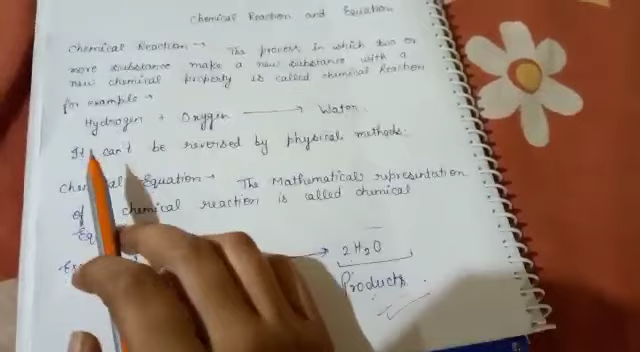 Chemical Reaction and Equation
Chemical Reaction → The process in which two or
more substance make a new substance with a
new chemical property is called chemical Reaction
for example →
Hydrogen + Oxygen ⟶ Water.
It can't be reversed by physical methods.
Equation → The Mathematical representation
of chemical reaction is called chemical
⟶ 2H₂O
Products